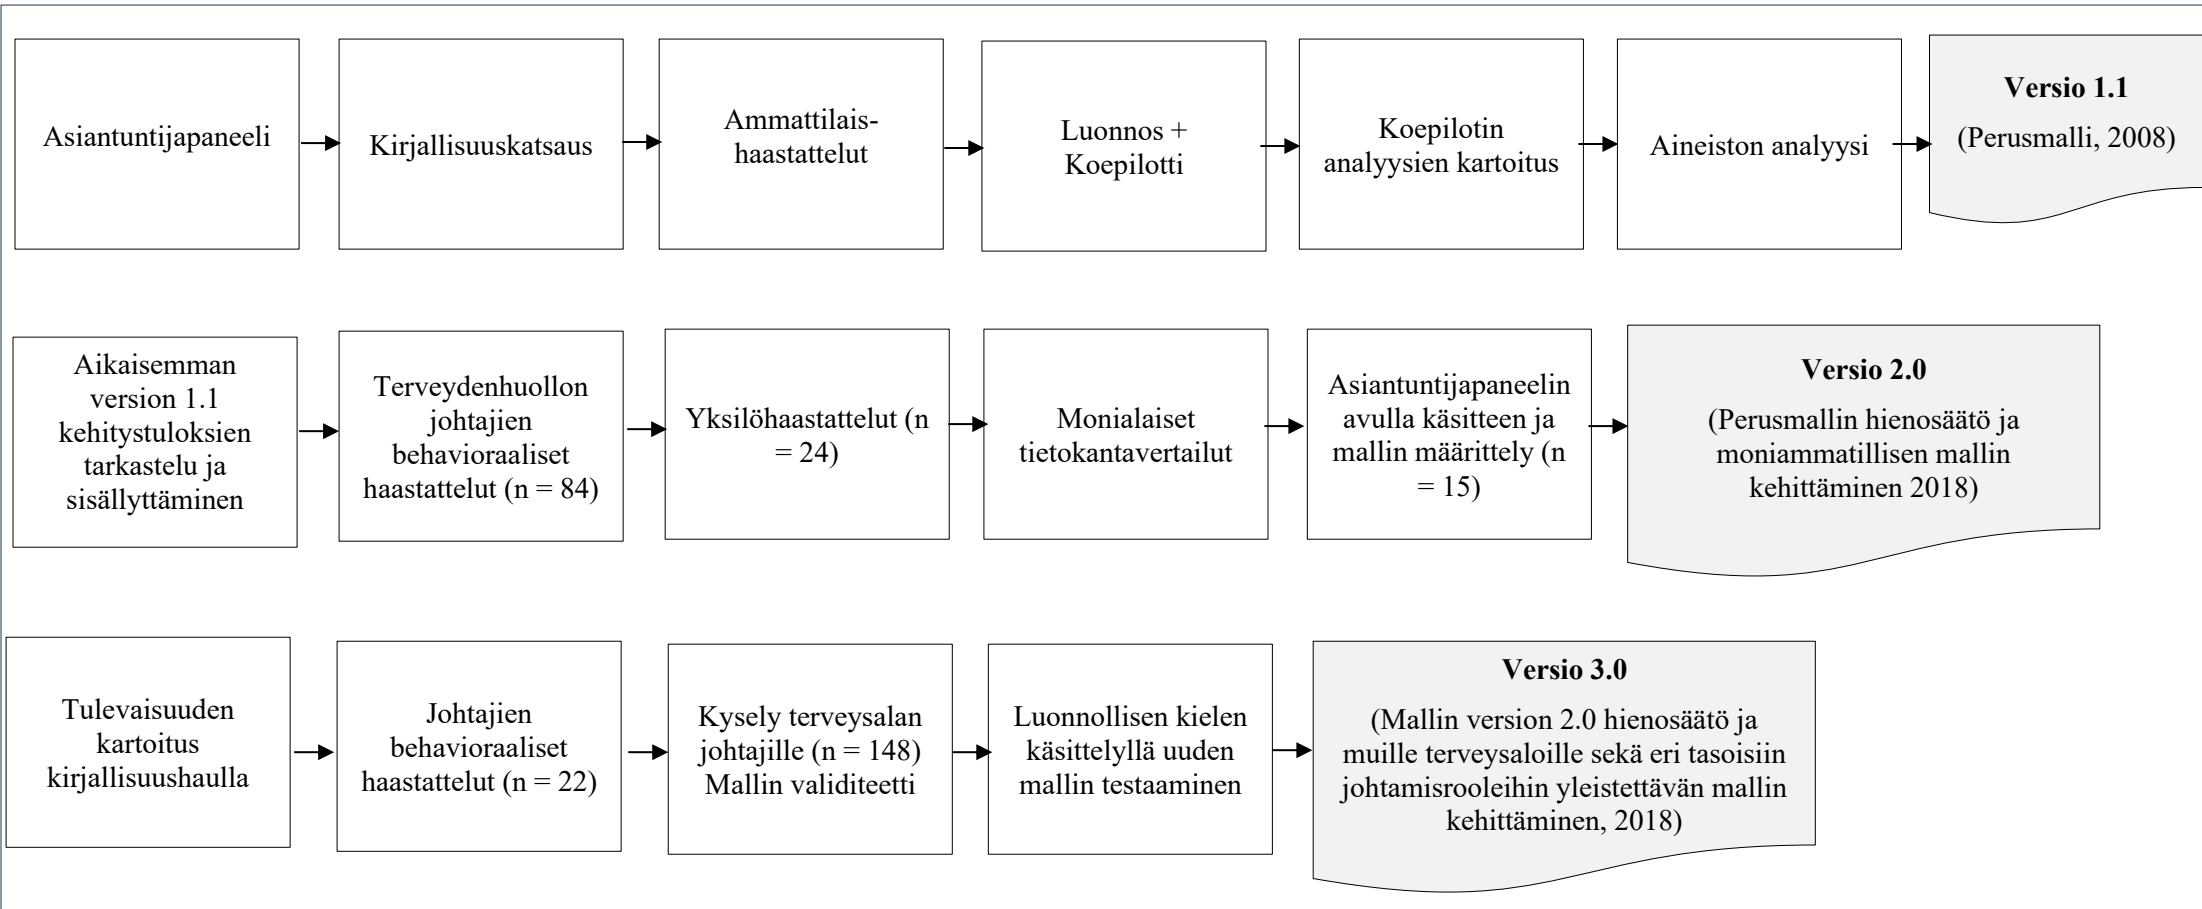 Asiantuntijapaneeli
Kirjallisuuskatsaus
Ammattilais-
haastattelut
Luonnos +
Koepilotti
Koepilotin
analyysien kartoitus
Aineiston analyysi
Versio 1.1
(Perusmalli, 2008)
Aikaisemman
version 1.1
kehitystuloksien
tarkastelu ja
sisällyttäminen
Terveydenhuollon
johtajien
behavioraaliset
haastattelut (n = 84)
Yksilöhaastattelut (n
= 24)
Monialaiset
tietokantavertailut
Asiantuntijapaneelin
avulla käsitteen ja
mallin määrittely (n
= 15)
Versio 2.0
(Perusmallin hienosäätö ja
moniammatillisen mallin
kehittäminen 2018)
Tulevaisuuden
kartoitus
kirjallisuushaulla
Johtajien
behavioraaliset
haastattelut (n = 22)
Kysely terveysalan
johtajille (n = 148)
Mallin validiteetti
Luonnollisen kielen
käsittelyllä uuden
mallin testaaminen
Versio 3.0
(Mallin version 2.0 hienosäätö ja
muille terveysaloille sekä eri tasoisiin
johtamisrooleihin yleistettävän mallin
kehittäminen, 2018)